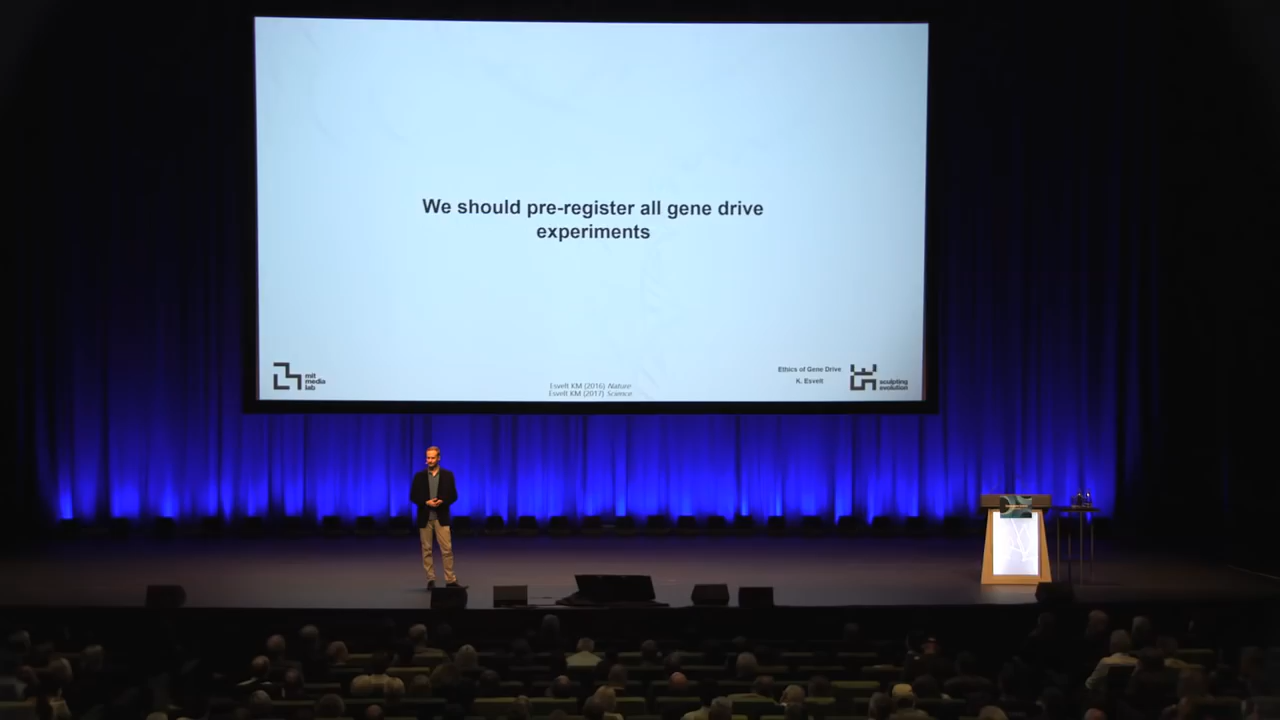 We should pre-register all gene drive
experiments
mit
media
lab
Esvelt KM (2016) Nature
Esvelt KM (2017) Science
Ethics of Gene Drive
K. Esvelt
sculpting
evolution